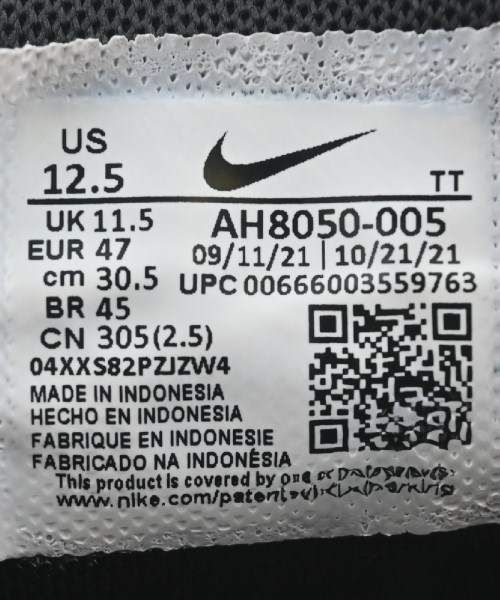 US
12.5
TT
UK 11.5
EUR 47
cm 30.5
BR 45
CN 305(2.5)
AH8050-005
09/11/21 | 10/21/21
UPC 00666003559763
04XXS82PZJZW4
MADE IN INDONESIA
HECHO EN INDONESIA
FABRIQUE EN INDONESIE
FABRICADO NA INDONÉSIA
This product is covered by one
www.nike.com/patent